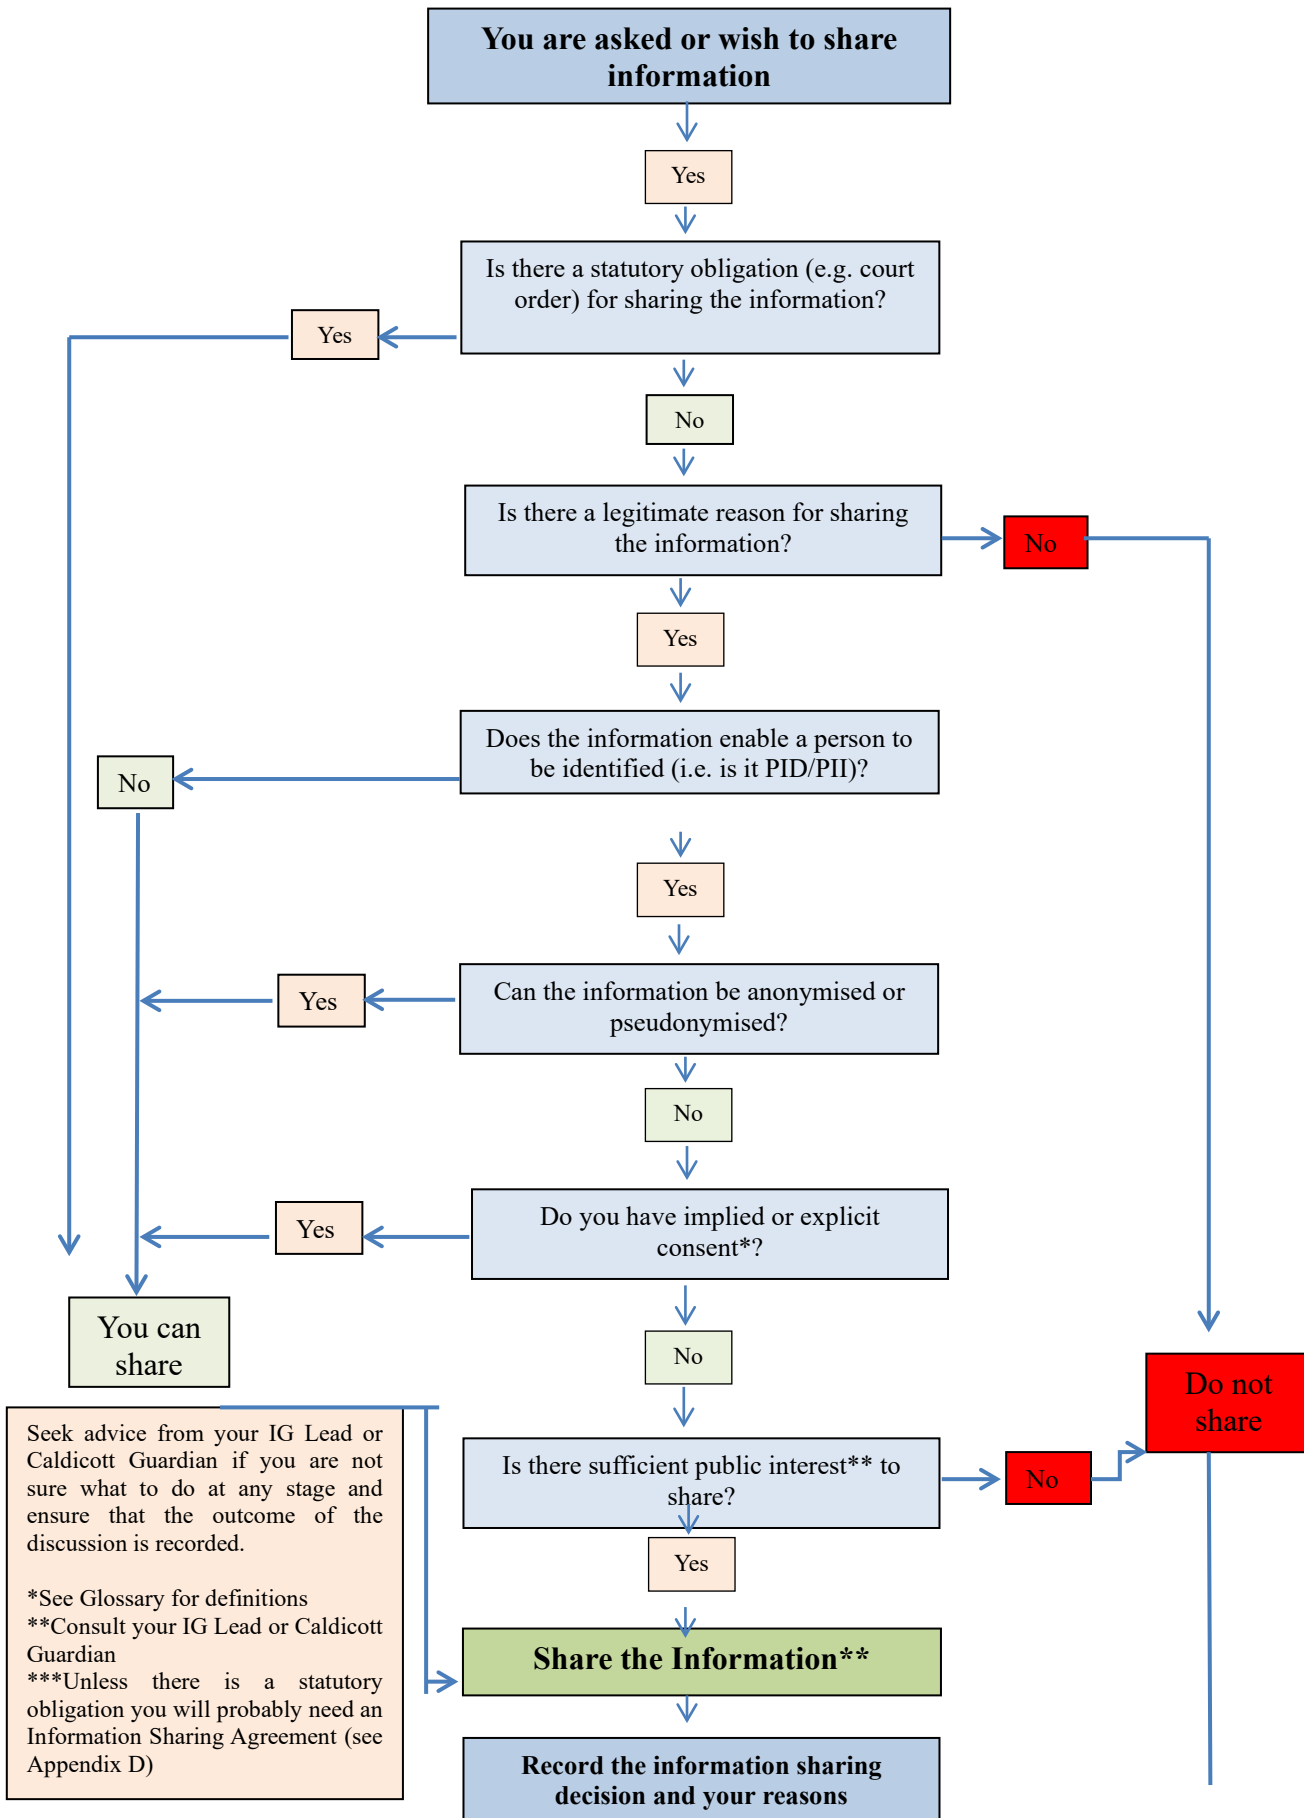 You are asked or wish to share
information
Yes
Is there a statutory obligation (e.g. court
order) for sharing the information?
Yes
No
Is there a legitimate reason for sharing
the information?
No
Yes
Does the information enable a person to
be identified (i.e. is it PID/PII)?
No
Yes
Can the information be anonymised or
pseudonymised?
Yes
No
Do you have implied or explicit
consent*?
Yes
You can
share
No
Do not
share
Is there sufficient public interest** to
share?
No
Yes
Share the Information**
Record the information sharing
decision and your reasons
Seek advice from your IG Lead or
Caldicott Guardian if you are not
sure what to do at any stage and
ensure that the outcome of the
discussion is recorded.
*See Glossary for definitions
**Consult your IG Lead or Caldicott
Guardian
***Unless there is a statutory
obligation you will probably need an
Information Sharing Agreement (see
Appendix D)